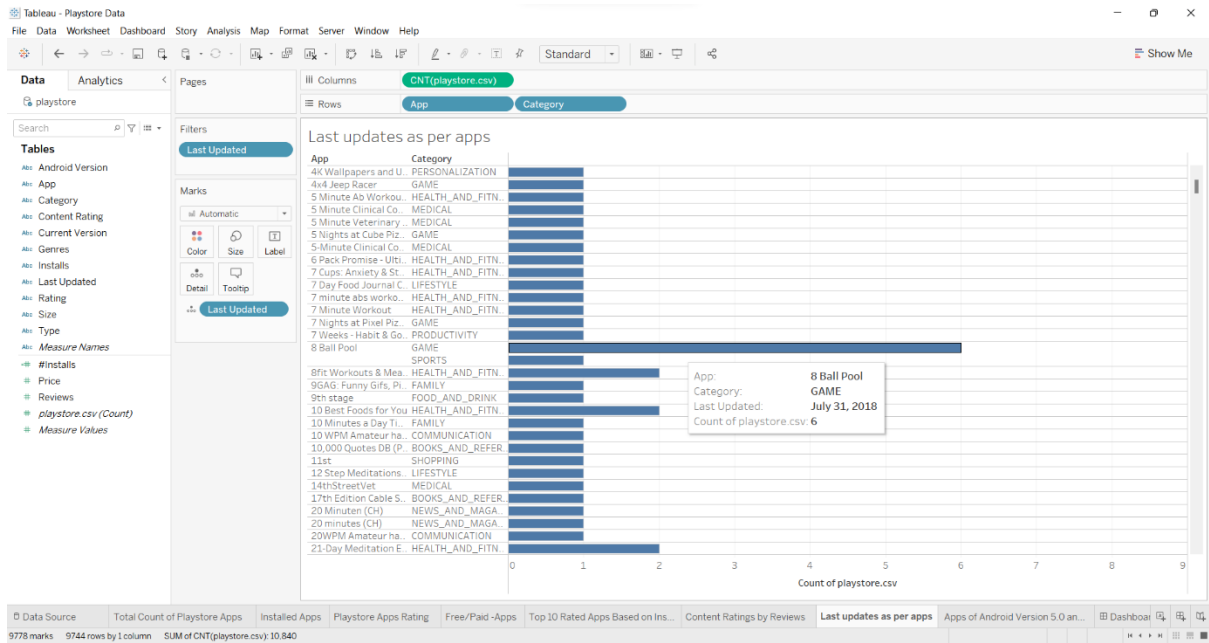 Tableau - Playstore Data
File Data Worksheet Dashboard Story Analysis Map Format Server Window Help
Standard
Show Me
Data Analytics
playstore
Search
Tables
Abc Android Version
Abc App
Abc Category
Abc Content Rating
Abc Current Version
Abc Genres
Abc Installs
Abc Last Updated
Abc Rating
Abc Size
Abc Type
Abc Measure Names
#Installs
# Price
# Reviews
# playstore.csv (Count)
# Measure Values
Pages
Filters
Last Updated
Marks
Automatic
Color Size Label
Detail Tooltip
Last Updated
Columns CNT(playstore.csv)
Rows App Category
Last updates as per apps
App Category
4K Wallpapers and U.. PERSONALIZATION
4x4 Jeep Racer GAME
5 Minute Ab Workou.. HEALTH_AND_FITN..
5 Minute Clinical Co.. MEDICAL
5 Minute Veterinary .. MEDICAL
5 Nights at Cube Piz.. GAME
5-Minute Clinical Co.. MEDICAL
6 Pack Promise - Ulti.. HEALTH_AND_FITN..
7 Cups: Anxiety & St.. HEALTH_AND_FITN..
7 Day Food Journal C.. LIFESTYLE
7 minute abs worko.. HEALTH_AND_FITN..
7 Minute Workout HEALTH_AND_FITN..
7 Nights at Pixel Piz.. GAME
7 Weeks - Habit & Go.. PRODUCTIVITY
8 Ball Pool GAME
SPORTS
8fit Workouts & Mea.. HEALTH_AND_FITN..
9GAG: Funny Gifs, Pi.. FAMILY
9th stage FOOD_AND_DRINK
10 Best Foods for You HEALTH_AND_FITN..
10 Minutes a Day Ti.. FAMILY
10 WPM Amateur ha.. COMMUNICATION
10,000 Quotes DB (P.. BOOKS_AND_REFER..
11st SHOPPING
12 Step Meditations.. LIFESTYLE
14thStreetVet MEDICAL
17th Edition Cable S.. BOOKS_AND_REFER..
20 Minuten (CH) NEWS_AND_MAGA..
20 minutes (CH) NEWS_AND_MAGA..
20WPM Amateur ha.. COMMUNICATION
21-Day Meditation E.. HEALTH_AND_FITN..
App: 8 Ball Pool
Category: GAME
Last Updated: July 31, 2018
Count of playstore.csv: 6
0 1 2 3 4 5 6 7 8 9
Count of playstore.csv
Data Source Total Count of Playstore Apps Installed Apps Playstore Apps Rating Free/Paid -Apps Top 10 Rated Apps Based on Ins... Content Ratings by Reviews Last updates as per apps Apps of Android Version 5.0 an... Dashboar
9778 marks 9744 rows by 1 column SUM of CNT(playstore.csv): 10,840